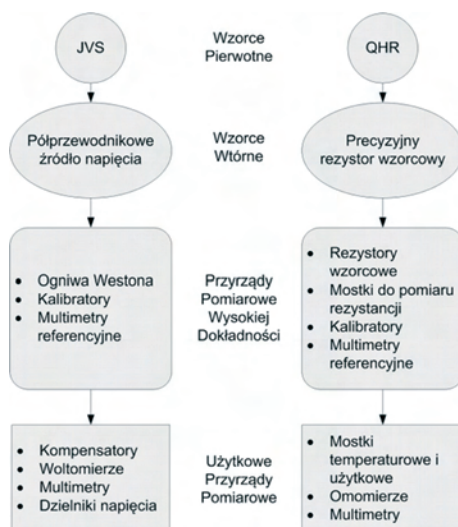 JVS
Wzorce
Pierwotne
QHR
Półprzewodnikowe
źródło napięcia
Wzorce
Wtórne
Precyzyjny
rezystor wzorcowy
• Ogniwa Westona
• Kalibratory
• Multimetry
referencyjne
Przyrządy
Pomiarowe
Wysokiej
Dokładności
• Rezystory
wzorcowe
• Mostki do pomiaru
rezystancji
• Kalibratory
• Multimetry
referencyjne
• Kompensatory
• Woltomierze
• Multimetry
• Dzielniki napięcia
Użytkowe
Przyrządy
Pomiarowe
• Mostki
temperaturowe i
użytkowe
• Omomierze
• Multimetry